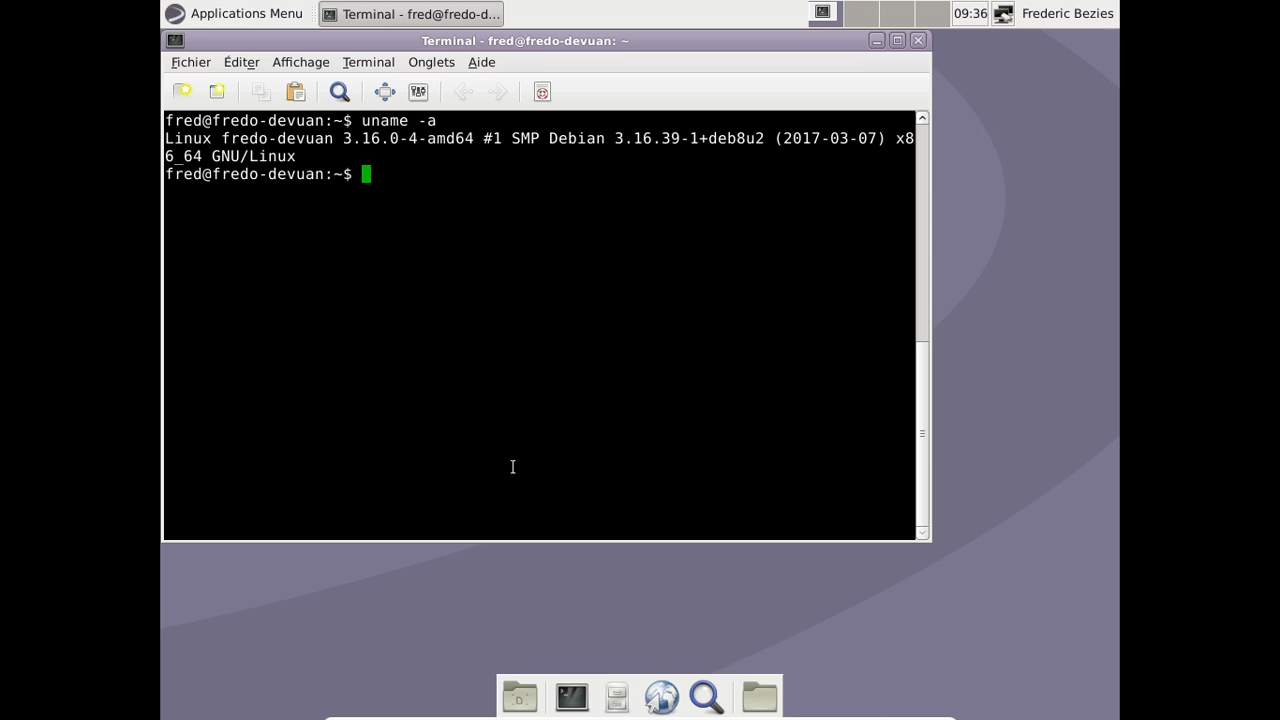 Applications Menu
Terminal - fred@fredo-d...
09:36
Frederic Bezies
Terminal - fred@fredo-devuan: ~
Fichier Éditer Affichage Terminal Onglets Aide
fred@fredo-devuan:~$ uname -a
Linux fredo-devuan 3.16.0-4-amd64 #1 SMP Debian 3.16.39-1+deb8u2 (2017-03-07) x8
6_64 GNU/Linux
fred@fredo-devuan:~$